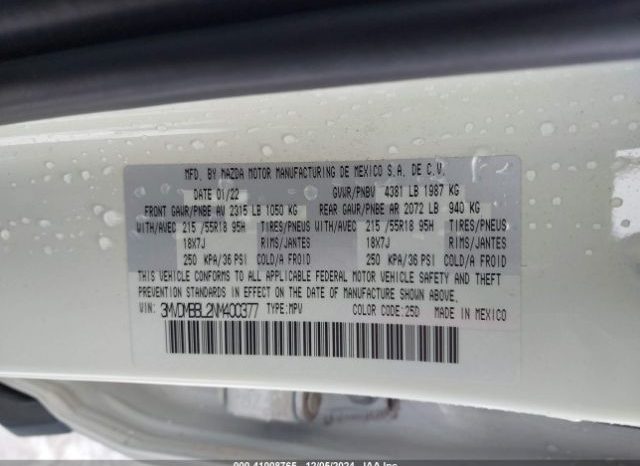 MFD. BY MAZDA MOTOR MANUFACTURING DE MEXICO S.A. DE C.V.
DATE 01/22 GVWR/PNBV 4381 LB 1987 KG
FRONT GAWR/PNBE AV 2315 LB 1050 KG REAR GAWR/PNBE AR 2072 LB 940 KG
WITH/AVEC 215 /55R18 95H TIRES/PNEUS WITH/AVEC 215 /55R18 95H TIRES/PNEUS
18X7J RIMS/JANTES 18X7J RIMS/JANTES
250 KPA/36 PSI COLD/A FROID 250 KPA/36 PSI COLD/A FROID
THIS VEHICLE CONFORMS TO ALL APPLICABLE FEDERAL MOTOR VEHICLE SAFETY AND THEFT
PREVENTION STANDARDS IN EFFECT ON THE DATE OF MANUFACTURE SHOWN ABOVE.
VIN: 3MVDMBBL2NM400377 TYPE:MPV COLOR CODE:25D MADE IN MEXICO